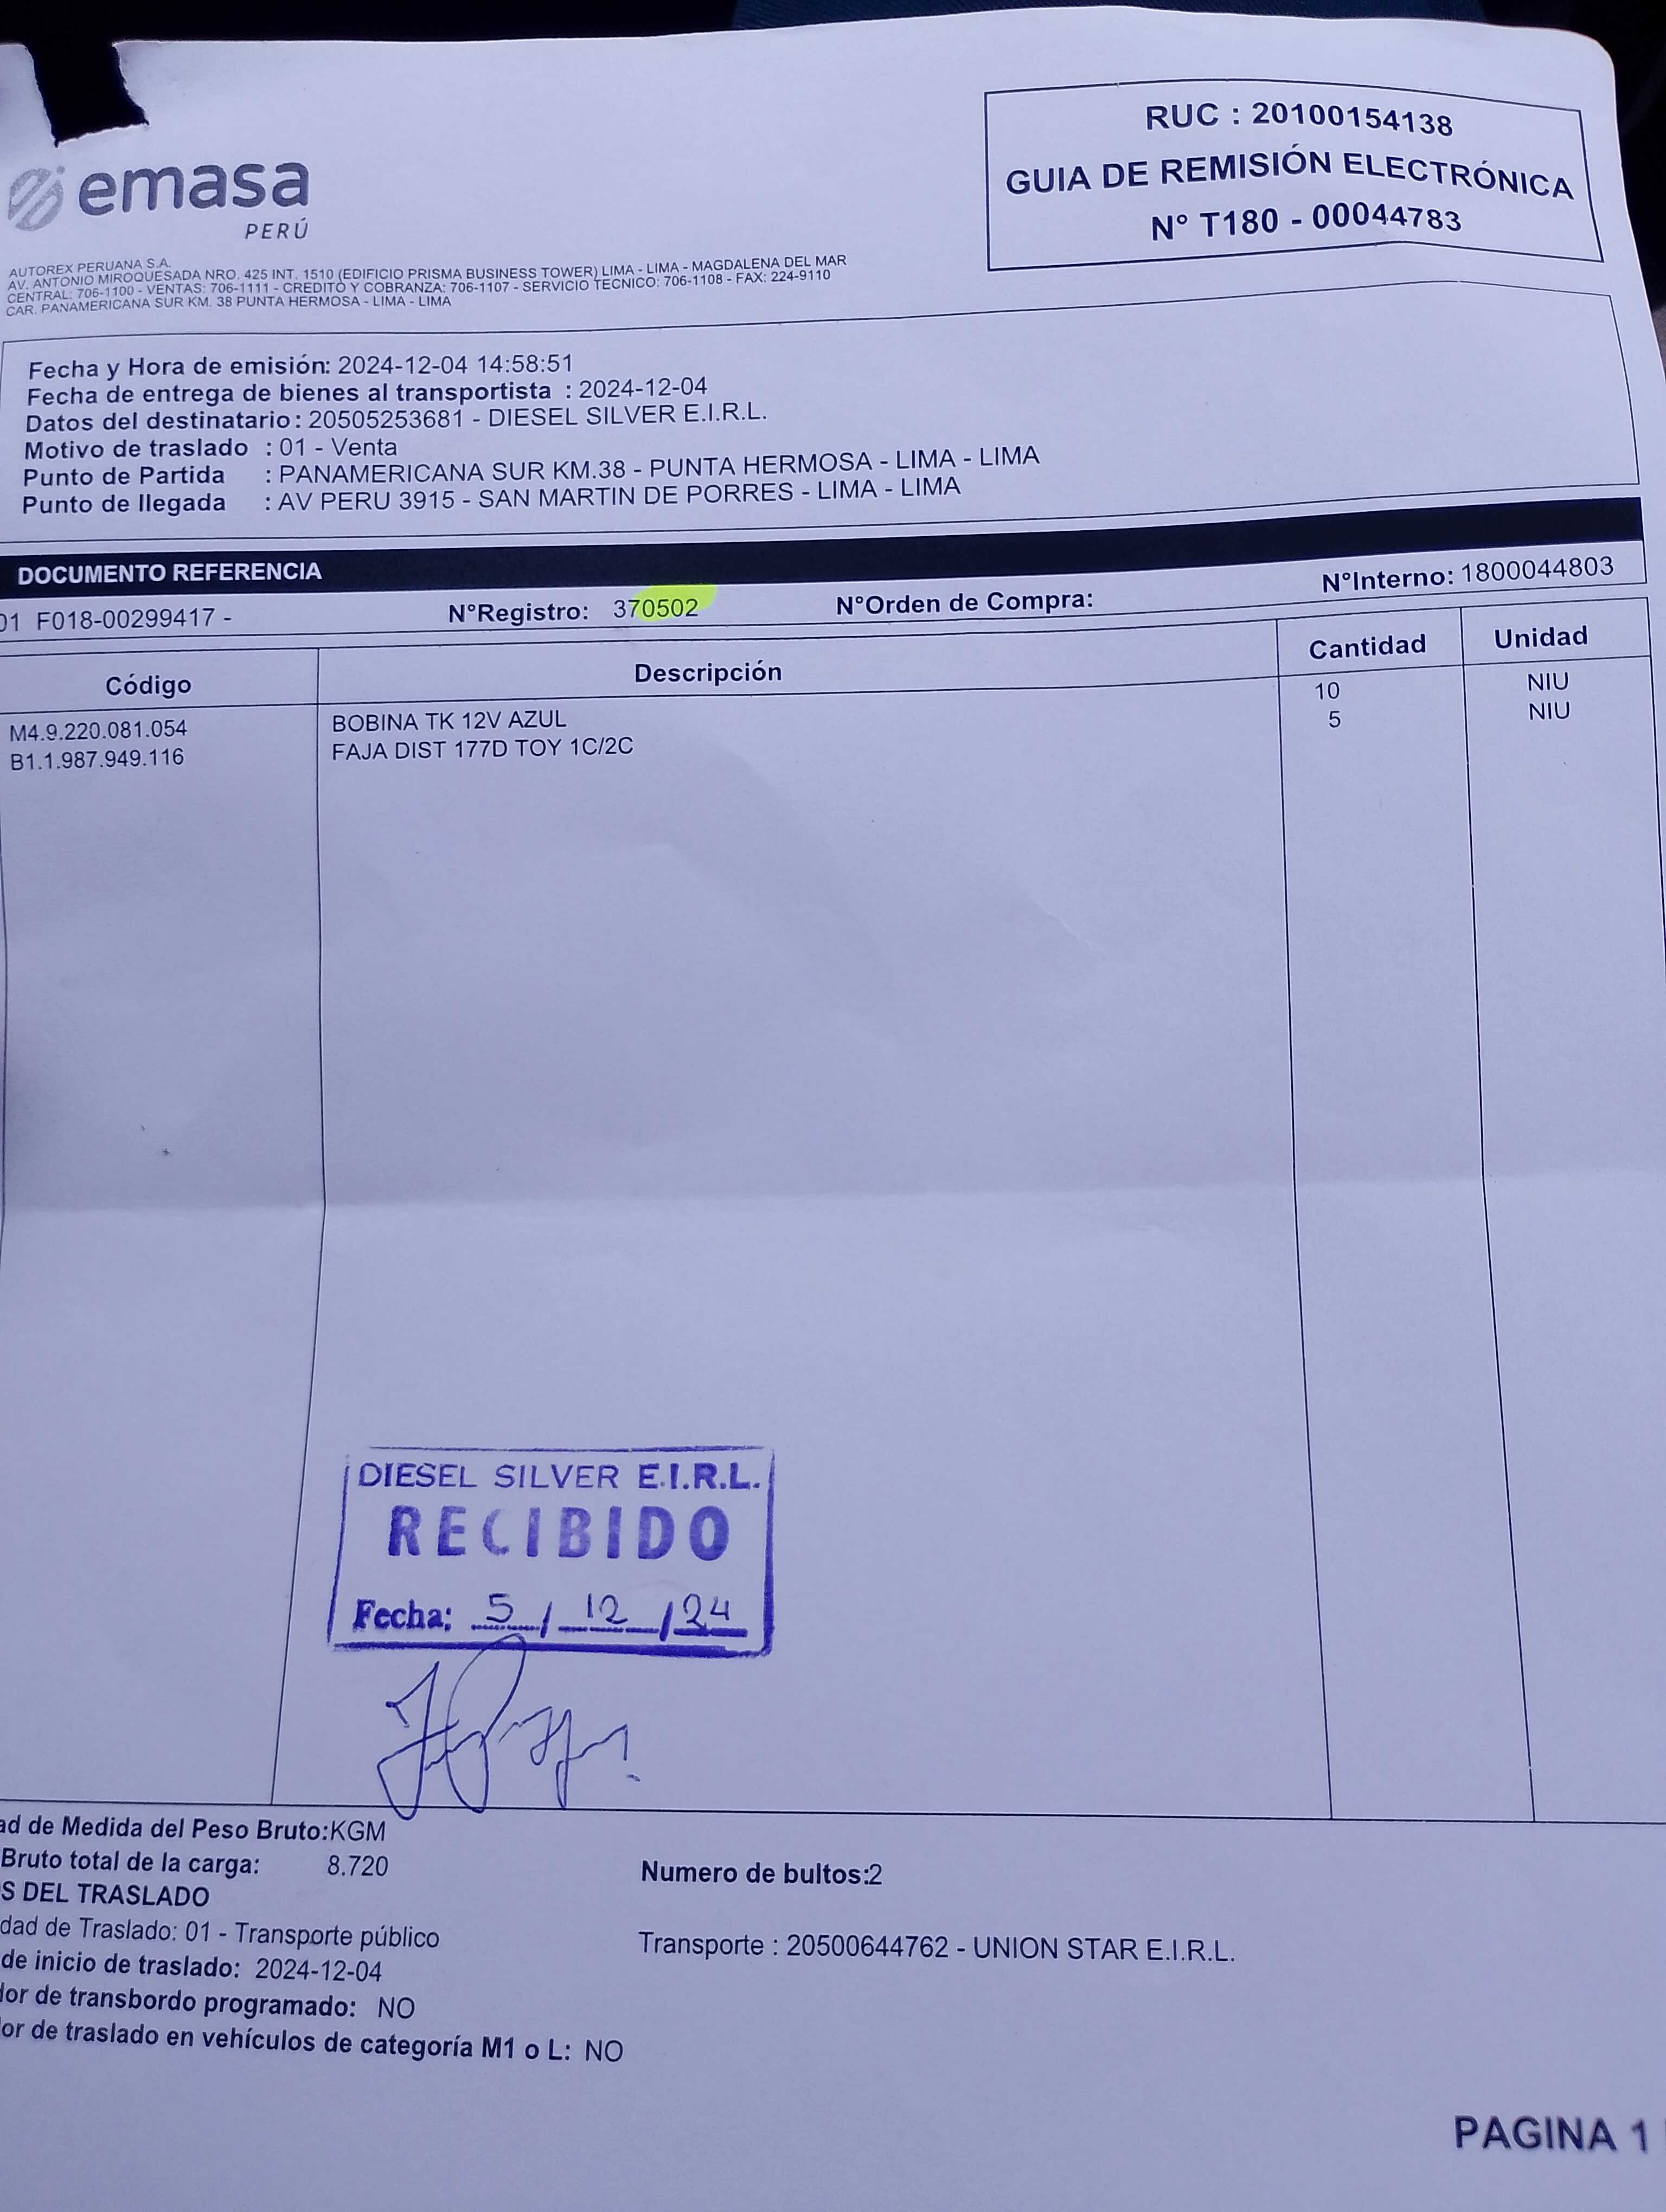 RUC : 20100154138
GUIA DE REMISIÓN ELECTRÓNICA
N° T180 - 00044783
emasa
PERÚ
AUTOREX PERUANA S.A.
AV. ANTONIO MIROQUESADA NRO. 425 INT. 1510 (EDIFICIO PRISMA BUSINESS TOWER) LIMA - LIMA - MAGDALENA DEL MAR
CENTRAL: 706-1100 - VENTAS: 706-1111 - CREDITO Y COBRANZA: 706-1107 - SERVICIO TECNICO: 706-1108 - FAX: 224-9110
CAR. PANAMERICANA SUR KM. 38 PUNTA HERMOSA - LIMA - LIMA
Fecha y Hora de emisión: 2024-12-04 14:58:51
Fecha de entrega de bienes al transportista : 2024-12-04
Datos del destinatario : 20505253681 - DIESEL SILVER E.I.R.L.
Motivo de traslado : 01 - Venta
Punto de Partida : PANAMERICANA SUR KM.38 - PUNTA HERMOSA - LIMA - LIMA
Punto de llegada : AV PERU 3915 - SAN MARTIN DE PORRES - LIMA - LIMA
DOCUMENTO REFERENCIA
01 F018-00299417 - N°Registro: 370502 N°Orden de Compra: N°Interno: 1800044803
Código Descripción Cantidad Unidad
M4.9.220.081.054 BOBINA TK 12V AZUL 10 NIU
B1.1.987.949.116 FAJA DIST 177D TOY 1C/2C 5 NIU
DIESEL SILVER E.I.R.L.
RECIBIDO
Fecha: 5 / 12 / 24
ad de Medida del Peso Bruto:KGM
Bruto total de la carga: 8.720 Numero de bultos:2
S DEL TRASLADO
dad de Traslado: 01 - Transporte público Transporte : 20500644762 - UNION STAR E.I.R.L.
de inicio de traslado: 2024-12-04
dor de transbordo programado: NO
or de traslado en vehículos de categoría M1 o L: NO
PAGINA 1